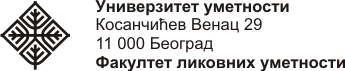 Универзитет уметности
Косанчићев Венац 29
11 000 Београд
Факултет ликовних уметности